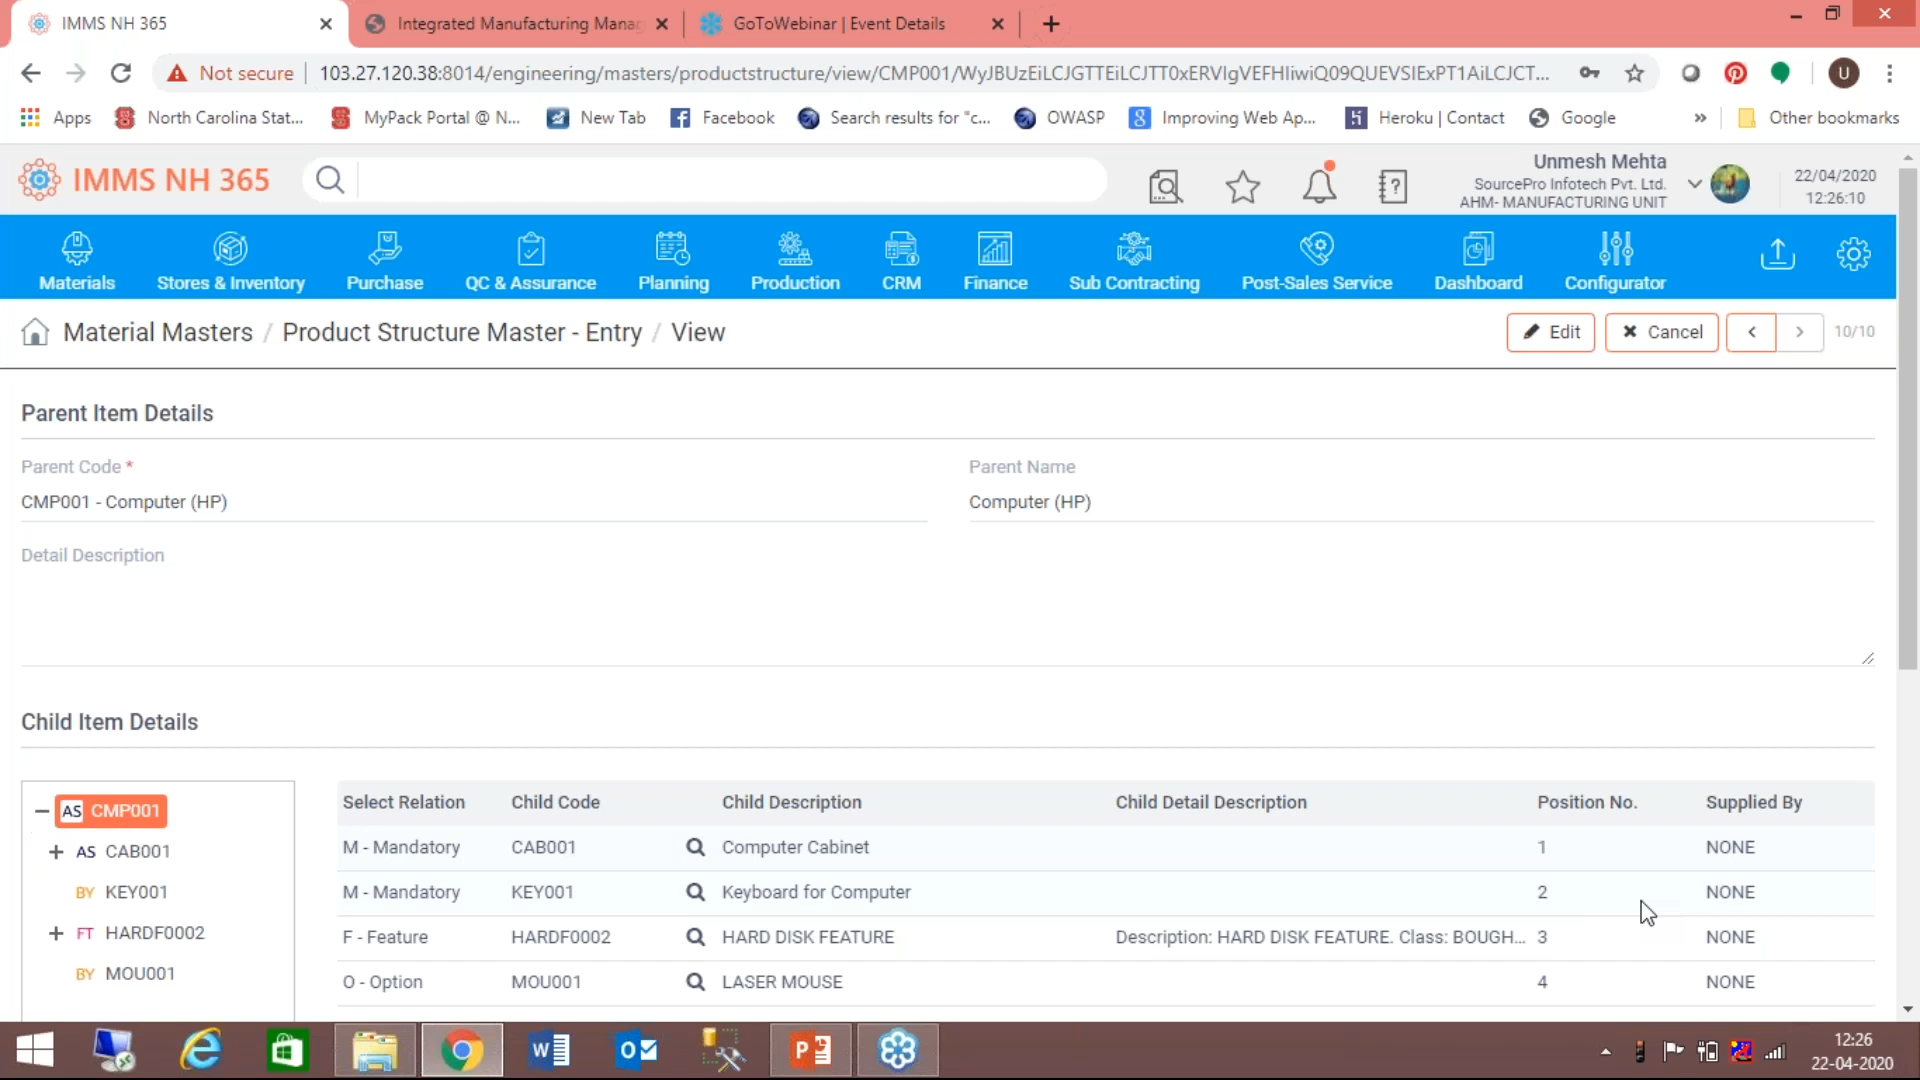 IMMS NH 365
Integrated Manufacturing Mana
GoToWebinar | Event Details
Not secure
103.27.120.38:8014/engineering/masters/productstructure/view/CMP001/WyJBUzEiLCJGTTEiLCJTT0xERVIgVEFHIiwiQ09QUEVSIExPT1AiLCJCT...
U
Apps
North Carolina Stat...
MyPack Portal @ N...
New Tab
Facebook
Search results for "c...
OWASP
Improving Web Ap...
Heroku | Contact
Google
»
Other bookmarks
IMMS NH 365
Unmesh Mehta
SourcePro Infotech Pvt. Ltd.
AHM- MANUFACTURING UNIT
22/04/2020
12:26:10
Materials
Stores & Inventory
Purchase
QC & Assurance
Planning
Production
CRM
Finance
Sub Contracting
Post-Sales Service
Dashboard
Configurator
Material Masters / Product Structure Master - Entry / View
Edit
Cancel
<
>
10/10
Parent Item Details
Parent Code *
Parent Name
CMP001 - Computer (HP)
Computer (HP)
Detail Description
Child Item Details
AS CMP001
AS CAB001
BY KEY001
FT HARDF0002
BY MOU001
Select Relation Child Code Child Description Child Detail Description Position No. Supplied By
M - Mandatory CAB001 Computer Cabinet 1 NONE
M - Mandatory KEY001 Keyboard for Computer 2 NONE
F - Feature HARDF0002 HARD DISK FEATURE Description: HARD DISK FEATURE. Class: BOUGH... 3 NONE
O - Option MOU001 LASER MOUSE 4 NONE
12:26
22-04-2020